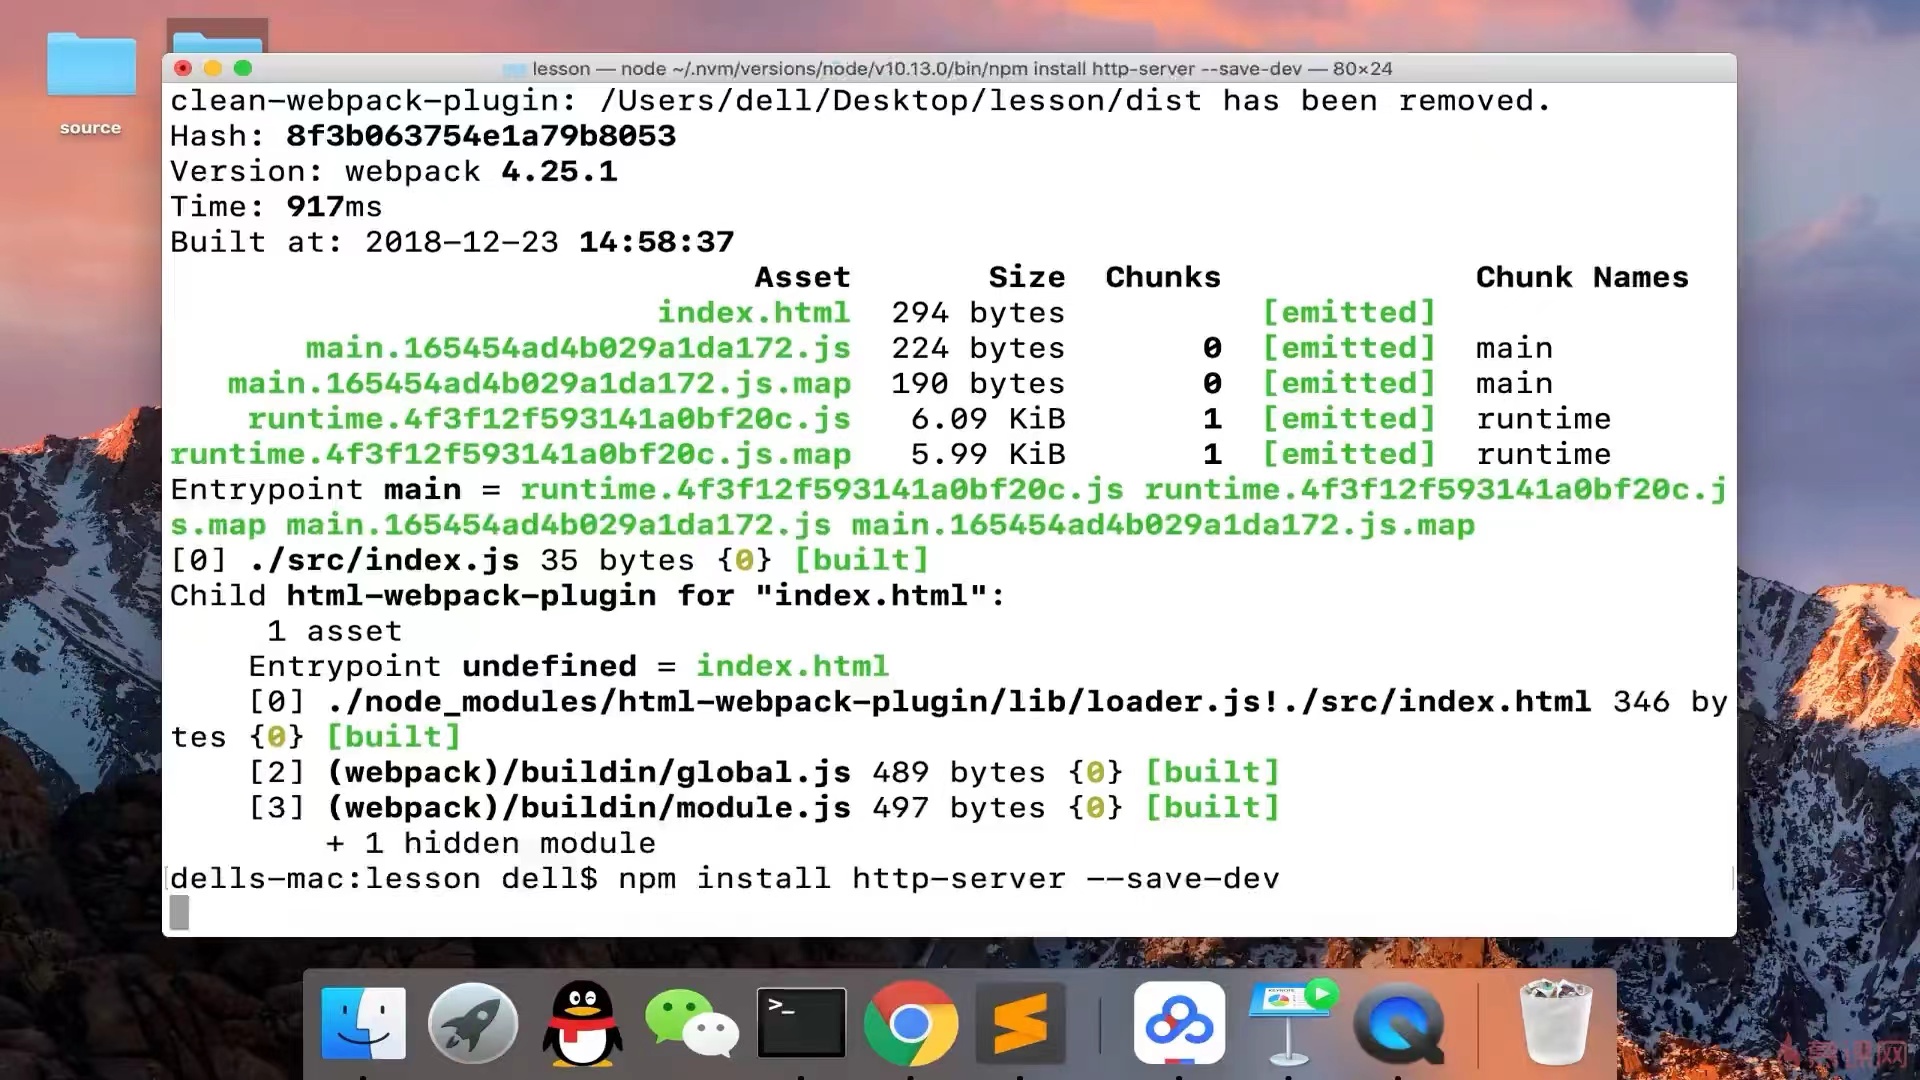 source
lesson — node ~/.nvm/versions/node/v10.13.0/bin/npm install http-server --save-dev — 80×24
clean-webpack-plugin: /Users/dell/Desktop/lesson/dist has been removed.
Hash: 8f3b063754e1a79b8053
Version: webpack 4.25.1
Time: 917ms
Built at: 2018-12-23 14:58:37
Asset Size Chunks Chunk Names
index.html 294 bytes [emitted]
main.165454ad4b029a1da172.js 224 bytes 0 [emitted] main
main.165454ad4b029a1da172.js.map 190 bytes 0 [emitted] main
runtime.4f3f12f593141a0bf20c.js 6.09 KiB 1 [emitted] runtime
runtime.4f3f12f593141a0bf20c.js.map 5.99 KiB 1 [emitted] runtime
Entrypoint main = runtime.4f3f12f593141a0bf20c.js runtime.4f3f12f593141a0bf20c.j
s.map main.165454ad4b029a1da172.js main.165454ad4b029a1da172.js.map
[0] ./src/index.js 35 bytes {0} [built]
Child html-webpack-plugin for "index.html":
1 asset
Entrypoint undefined = index.html
[0] ./node_modules/html-webpack-plugin/lib/loader.js!./src/index.html 346 by
tes {0} [built]
[2] (webpack)/buildin/global.js 489 bytes {0} [built]
[3] (webpack)/buildin/module.js 497 bytes {0} [built]
+ 1 hidden module
dells-mac:lesson dell$ npm install http-server --save-dev
>_
KEYNOTE
慕课网